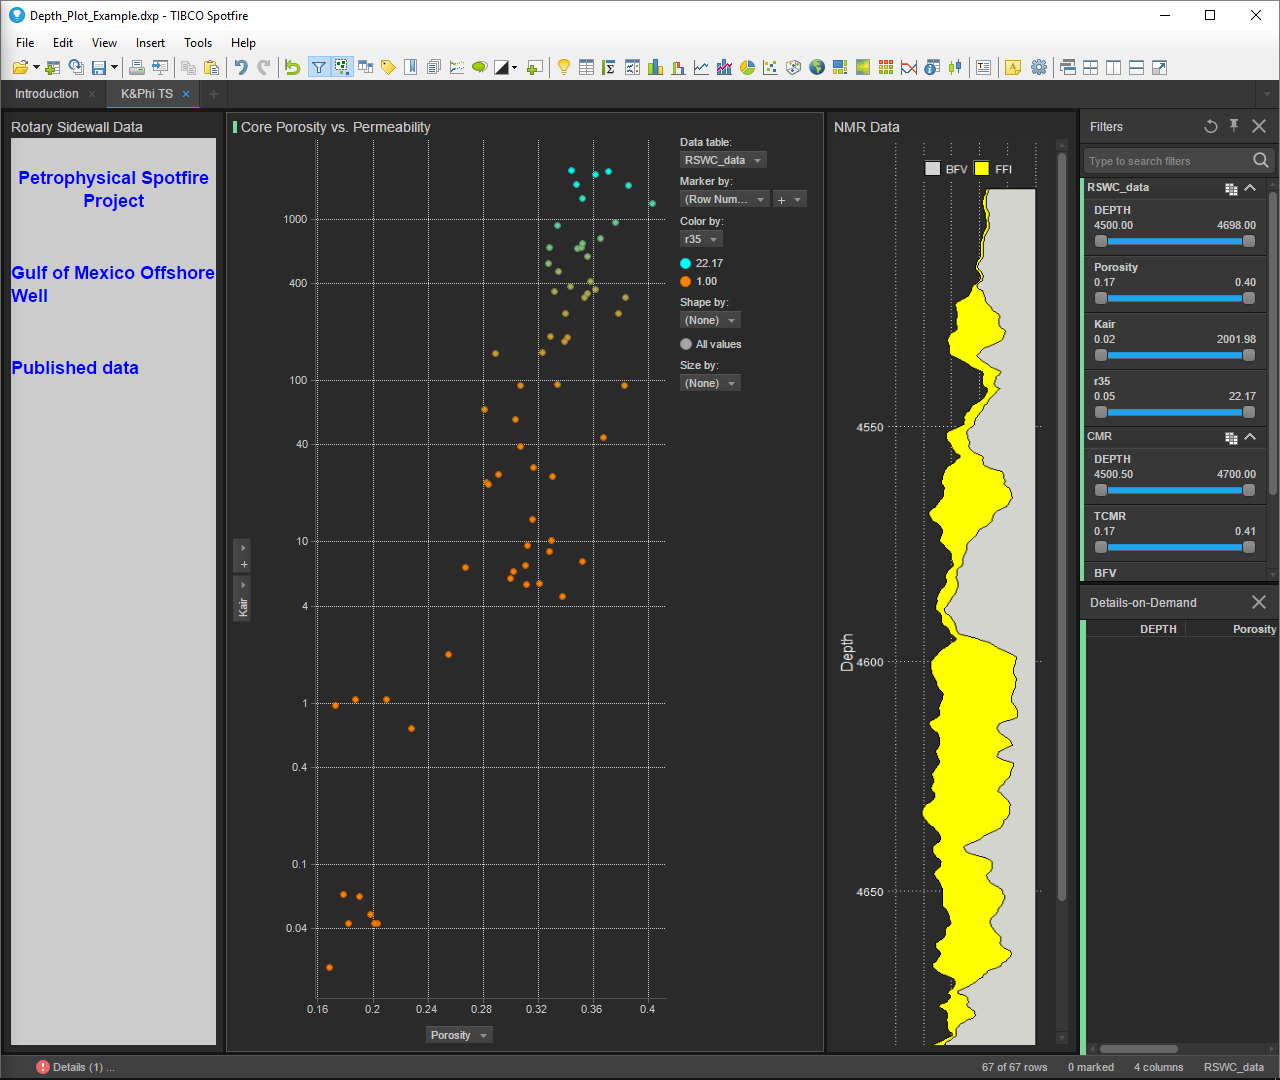 Depth_Plot_Example.dxp - TIBCO Spotfire
File Edit View Insert Tools Help
Introduction K&Phi TS
Rotary Sidewall Data
Petrophysical Spotfire
Project
Gulf of Mexico Offshore
Well
Published data
Core Porosity vs. Permeability
1000
400
100
40
10
4
1
0.4
0.1
0.04
0.16 0.2 0.24 0.28 0.32 0.36 0.4
Kair
+
Porosity
Data table:
RSWC_data
Marker by:
(Row Num... +
Color by:
r35
22.17
1.00
Shape by:
(None)
All values
Size by:
(None)
NMR Data
BFV FFI
Depth
4550
4600
4650
Filters
Type to search filters
RSWC_data
DEPTH
4500.00 4698.00
Porosity
0.17 0.40
Kair
0.02 2001.98
r35
0.05 22.17
CMR
DEPTH
4500.50 4700.00
TCMR
0.17 0.41
BFV
Details-on-Demand
DEPTH Porosity
Details (1) ...
67 of 67 rows 0 marked 4 columns RSWC_data